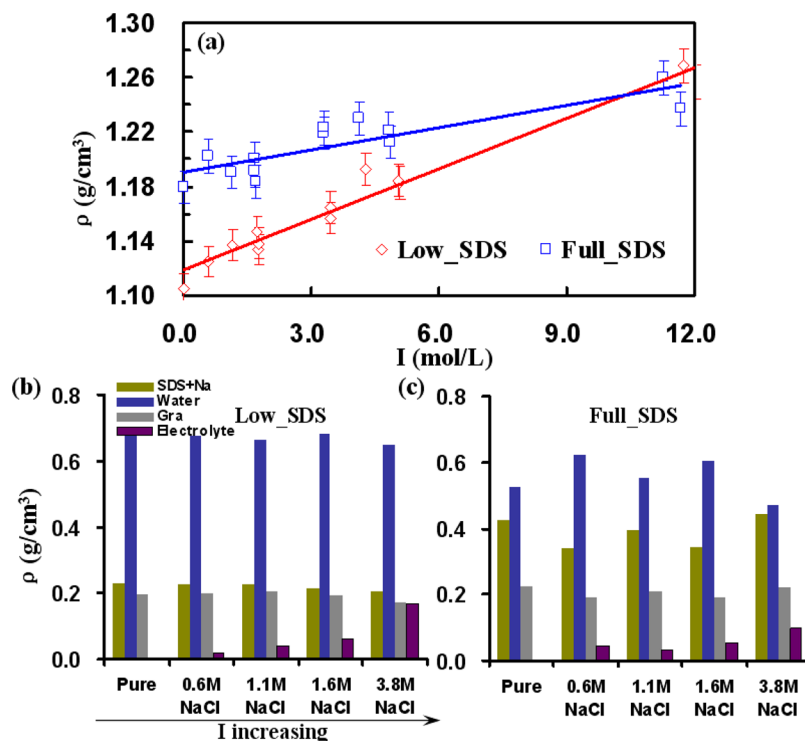 (a)
1.30
1.26
1.22
1.18
1.14
1.10
ρ (g/cm³)
Low_SDS
Full_SDS
0.0
3.0
6.0
9.0
12.0
I (mol/L)
(b)
SDS+Na
Water
Gra
Electrolyte
Low_SDS
0.8
0.6
0.4
0.2
0.0
ρ (g/cm³)
Pure
0.6M NaCl
1.1M NaCl
1.6M NaCl
3.8M NaCl
I increasing
(c)
Full_SDS
0.8
0.6
0.4
0.2
0.0
Pure
0.6M NaCl
1.1M NaCl
1.6M NaCl
3.8M NaCl